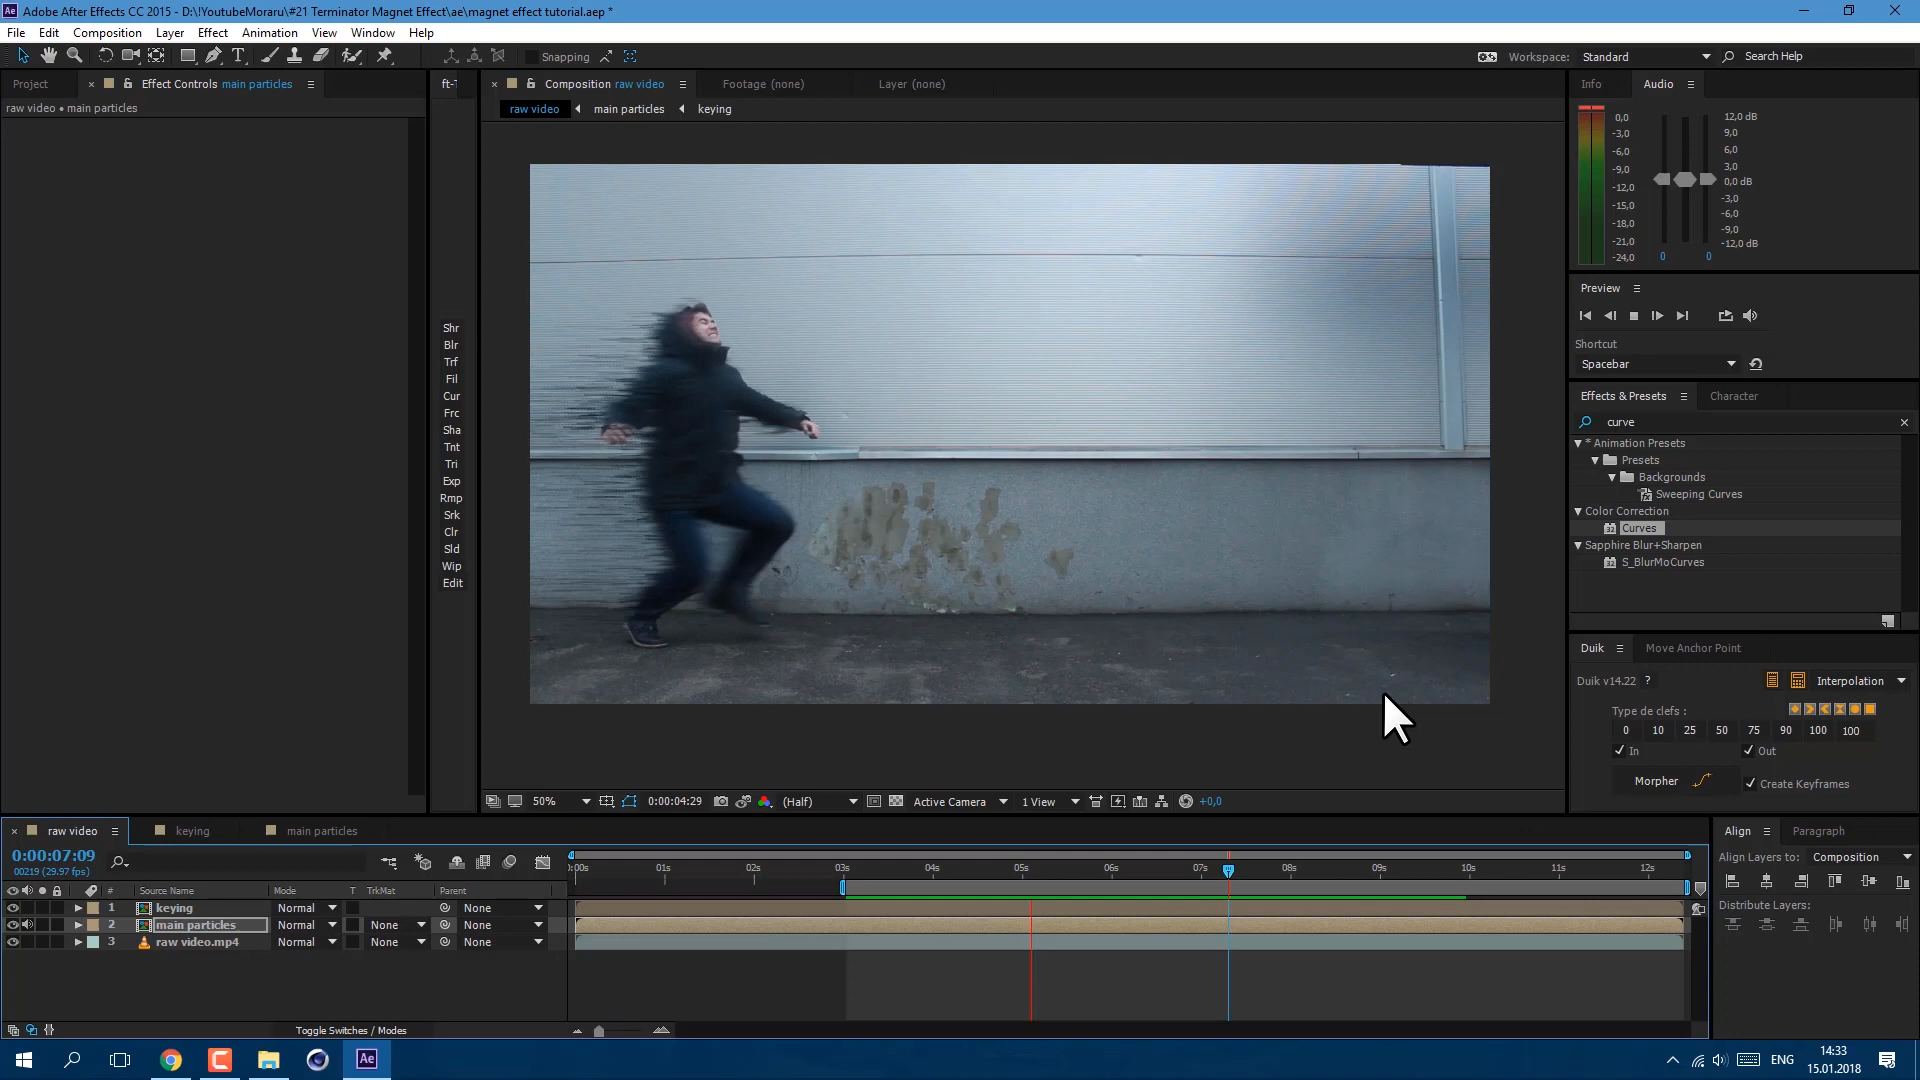 Adobe After Effects CC 2015 - D:\!YoutubeMoraru\#21 Terminator Magnet Effect\ae\magnet effect tutorial.aep *
File Edit Composition Layer Effect Animation View Window Help
Snapping
Workspace: Standard Search Help
Project Effect Controls main particles
raw video • main particles
ft-T
Composition raw video Footage (none) Layer (none)
raw video main particles keying
Shr
Blr
Trf
Fil
Cur
Frc
Sha
Tnt
Tri
Exp
Rmp
Srk
Clr
Sld
Wip
Edit
Info Audio
0,0
-3,0
-6,0
-9,0
-12,0
-15,0
-18,0
-21,0
-24,0
12,0 dB
9,0
6,0
3,0
0,0 dB
-3,0
-6,0
-9,0
-12,0 dB
0 0
Preview
Shortcut
Spacebar
Effects & Presets Character
curve
* Animation Presets
Presets
Backgrounds
Sweeping Curves
Color Correction
32 Curves
Sapphire Blur+Sharpen
32 S_BlurMoCurves
Duik Move Anchor Point
Duik v14.22 ? Interpolation
Type de clefs :
0 10 25 50 75 90 100 100
In Out
Morpher Create Keyframes
50% 0:00:04:29 (Half) Active Camera 1 View +0,0
raw video keying main particles
0:00:07:09
00219 (29.97 fps)
:00s 01s 02s 03s 04s 05s 06s 07s 08s 09s 10s 11s 12s
# Source Name Mode T TrkMat Parent
1 keying Normal None
2 main particles Normal None None
3 raw video.mp4 Normal None None
Toggle Switches / Modes
Align Paragraph
Align Layers to: Composition
Distribute Layers:
Ae
ENG
14:33
15.01.2018